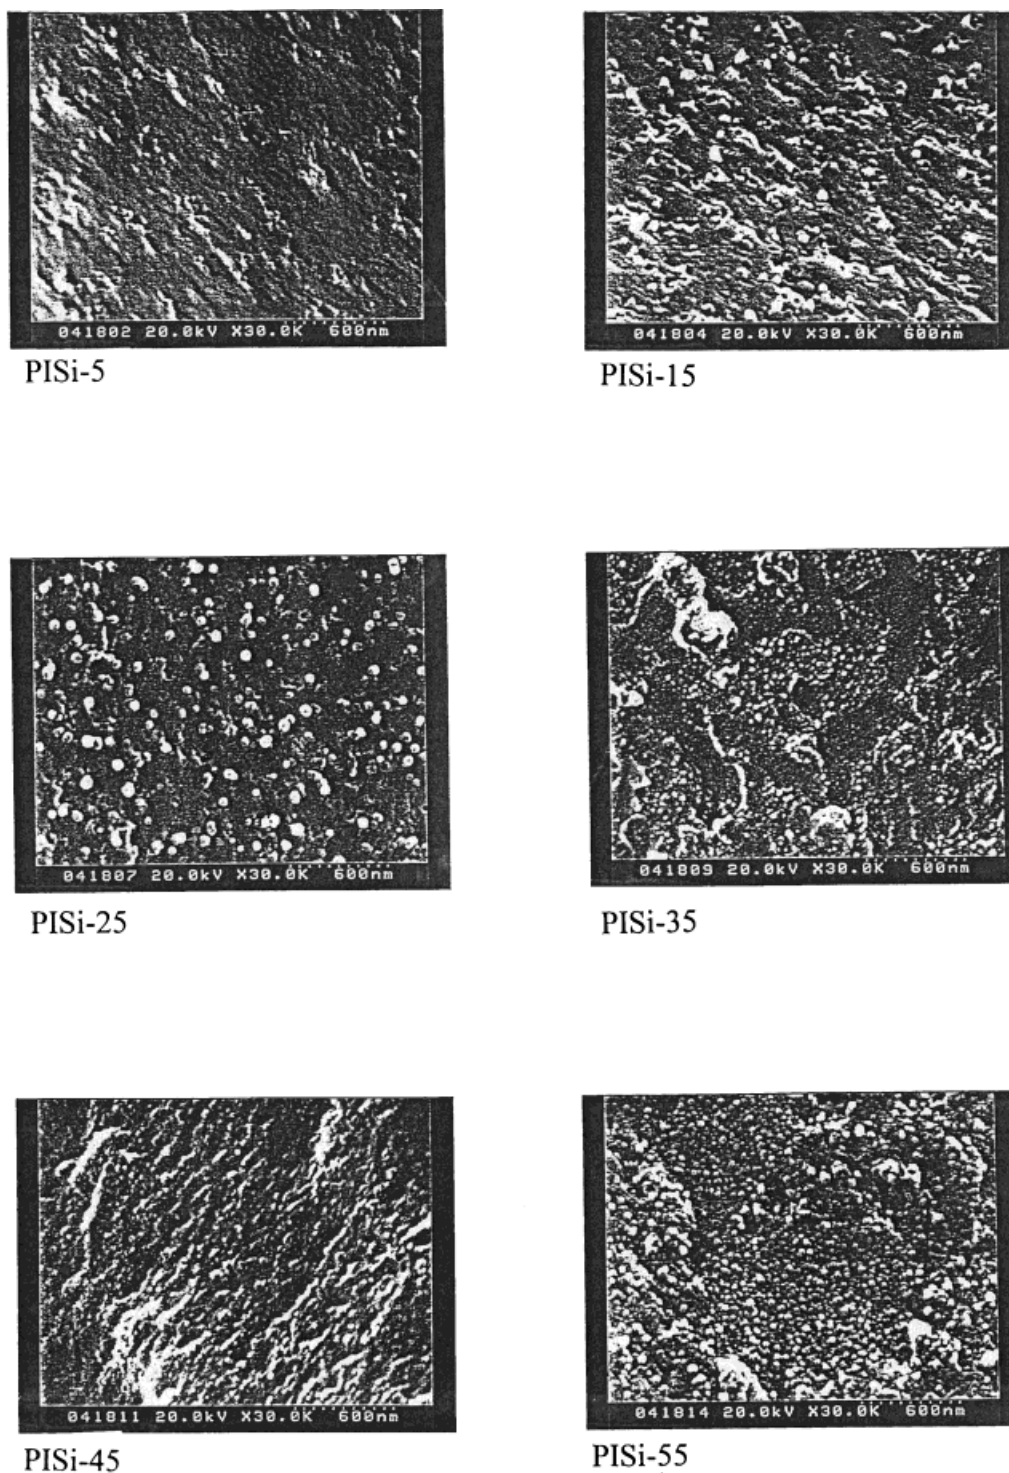 041802 20.0kV X30.0K 600nm
041804 20.0kV X30.0K 600nm
PISi-5
PISi-15
041807 20.0kV X30.0K 600nm
041809 20.0kV X30.0K 600nm
PISi-25
PISi-35
041811 20.0kV X30.0K 600nm
041814 20.0kV X30.0K 600nm
PISi-45
PISi-55